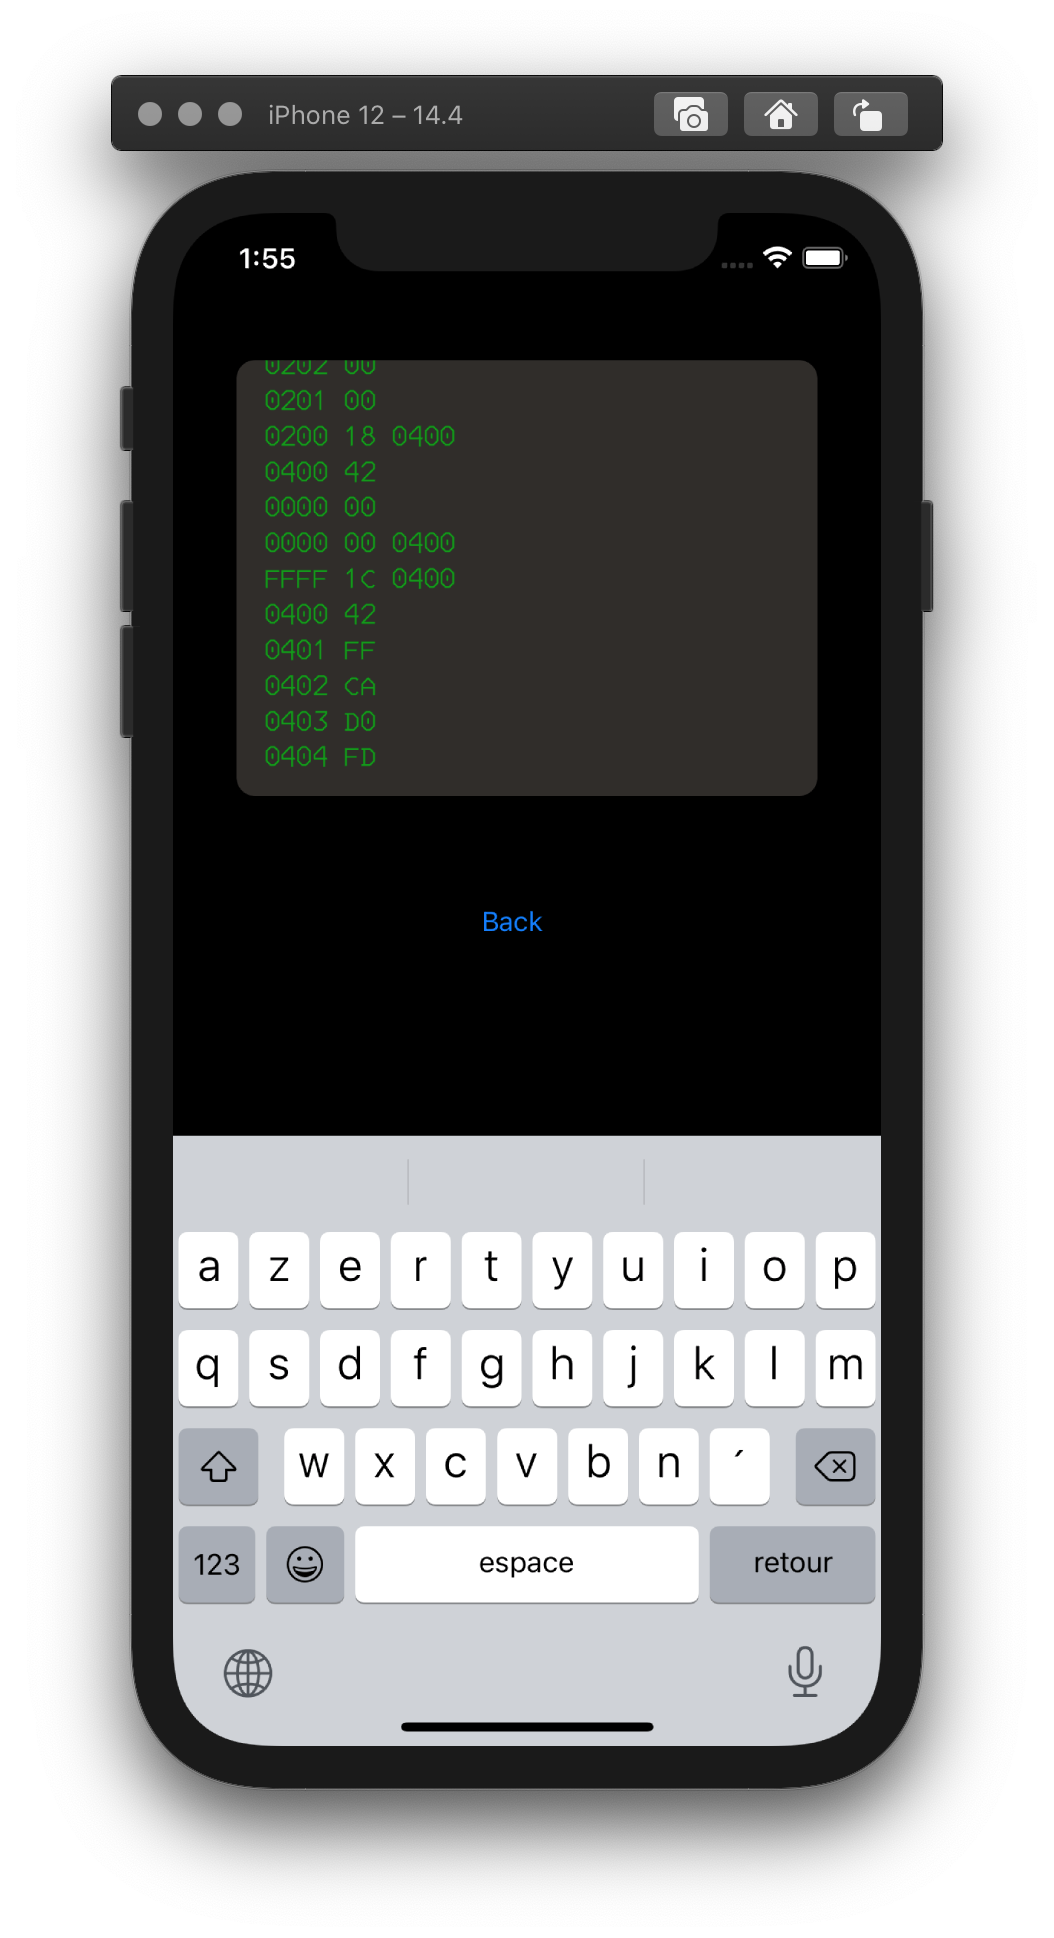 iPhone 12 – 14.4
1:55
0202 00
0201 00
0200 18 0400
0400 42
0000 00
0000 00 0400
FFFF 1C 0400
0400 42
0401 FF
0402 CA
0403 D0
0404 FD
Back
a z e r t y u i o p
q s d f g h j k l m
w x c v b n ´
123 espace retour